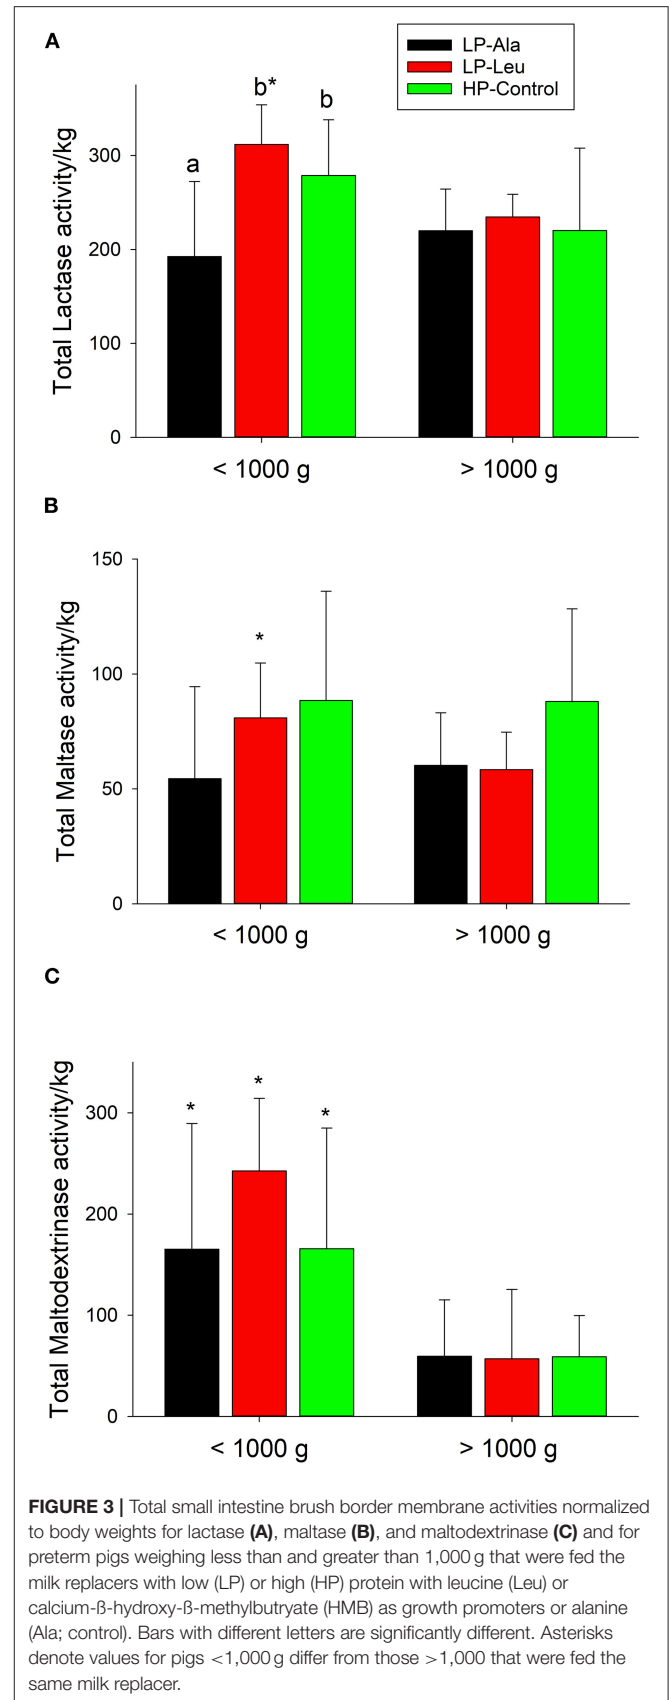 A
LP-Ala
LP-Leu
HP-Control
Total Lactase activity/kg
300
200
100
0
a
b*
b
< 1000 g
> 1000 g
B
Total Maltase activity/kg
150
100
50
0
*
< 1000 g
> 1000 g
C
Total Maltodextrinase activity/kg
300
200
100
0
*
*
*
< 1000 g
> 1000 g
FIGURE 3 | Total small intestine brush border membrane activities normalized
to body weights for lactase (A), maltase (B), and maltodextrinase (C) and for
preterm pigs weighing less than and greater than 1,000 g that were fed the
milk replacers with low (LP) or high (HP) protein with leucine (Leu) or
calcium-ß-hydroxy-ß-methylbutryate (HMB) as growth promoters or alanine
(Ala; control). Bars with different letters are significantly different. Asterisks
denote values for pigs <1,000 g differ from those >1,000 that were fed the
same milk replacer.